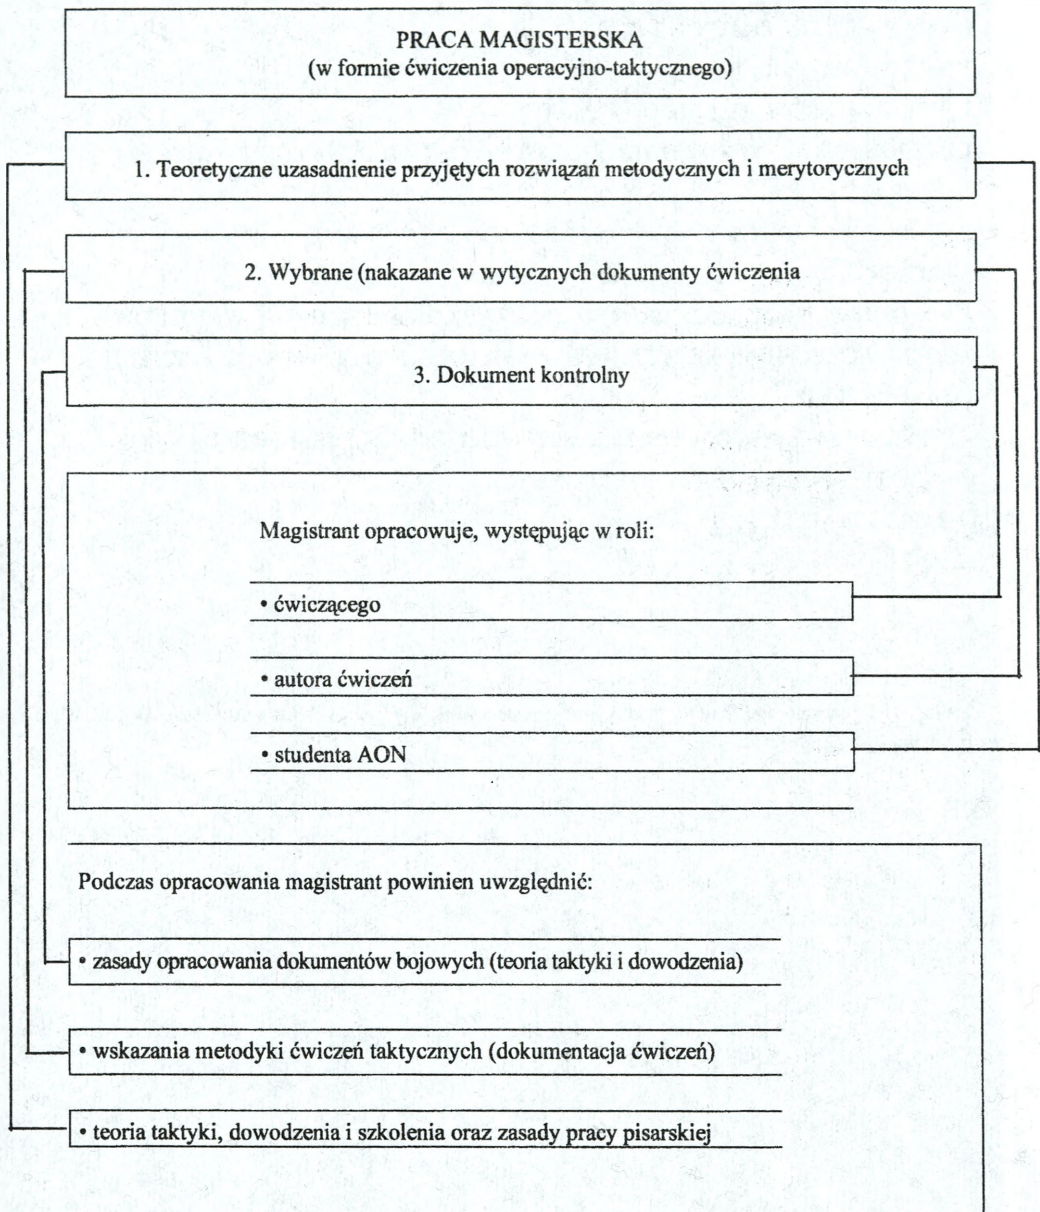 PRACA MAGISTERSKA
(w formie ćwiczenia operacyjno-taktycznego)
1. Teoretyczne uzasadnienie przyjętych rozwiązań metodycznych i merytorycznych
2. Wybrane (nakazane w wytycznych dokumenty ćwiczenia
3. Dokument kontrolny
Magistrant opracowuje, występując w roli:
• ćwiczącego
• autora ćwiczeń
• studenta AON
Podczas opracowania magistrant powinien uwzględnić:
• zasady opracowania dokumentów bojowych (teoria taktyki i dowodzenia)
• wskazania metodyki ćwiczeń taktycznych (dokumentacja ćwiczeń)
• teoria taktyki, dowodzenia i szkolenia oraz zasady pracy pisarskiej